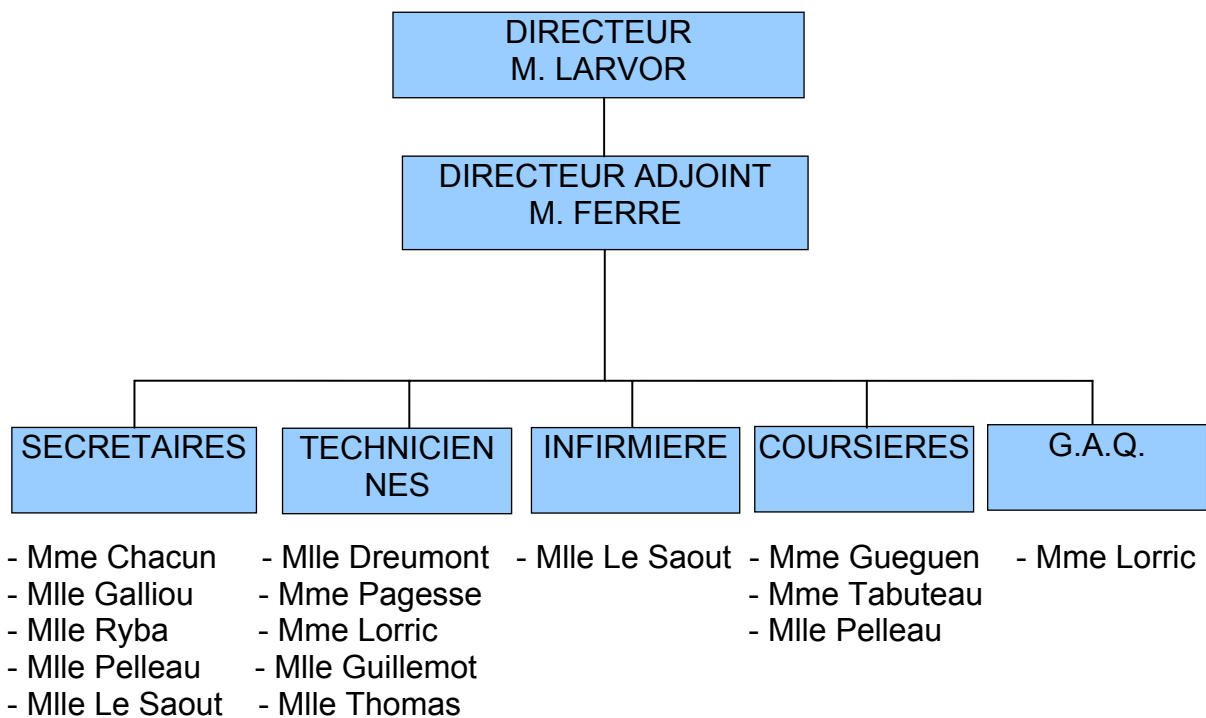 DIRECTEUR
M. LARVOR
DIRECTEUR ADJOINT
M. FERRE
SECRETAIRES
- Mme Chacun
- Mlle Galliou
- Mlle Ryba
- Mlle Pelleau
- Mlle Le Saout
TECHNICIEN
NES
- Mlle Dreumont
- Mme Pagesse
- Mme Lorric
- Mlle Guillemot
- Mlle Thomas
INFIRMIERE
- Mlle Le Saout
COURSIERES
- Mme Gueguen
- Mme Tabuteau
- Mlle Pelleau
G.A.Q.
- Mme Lorric